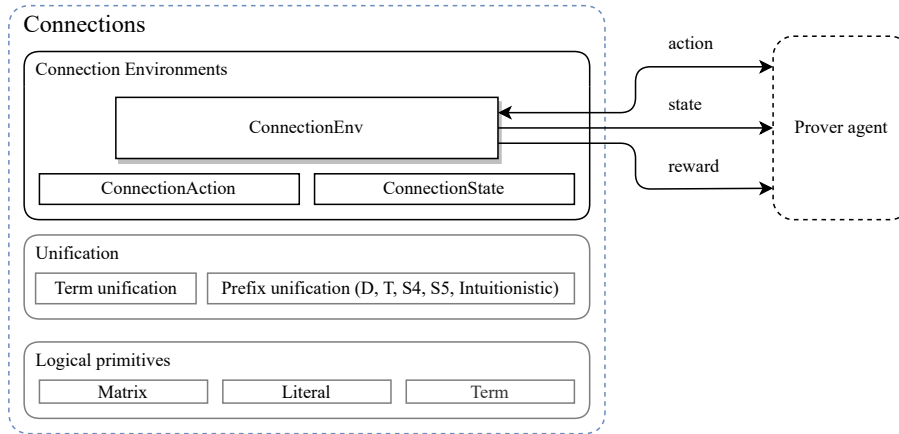 Connections
Connection Environments
ConnectionEnv
ConnectionAction
ConnectionState
action
state
reward
Prover agent
Unification
Term unification
Prefix unification (D, T, S4, S5, Intuitionistic)
Logical primitives
Matrix
Literal
Term